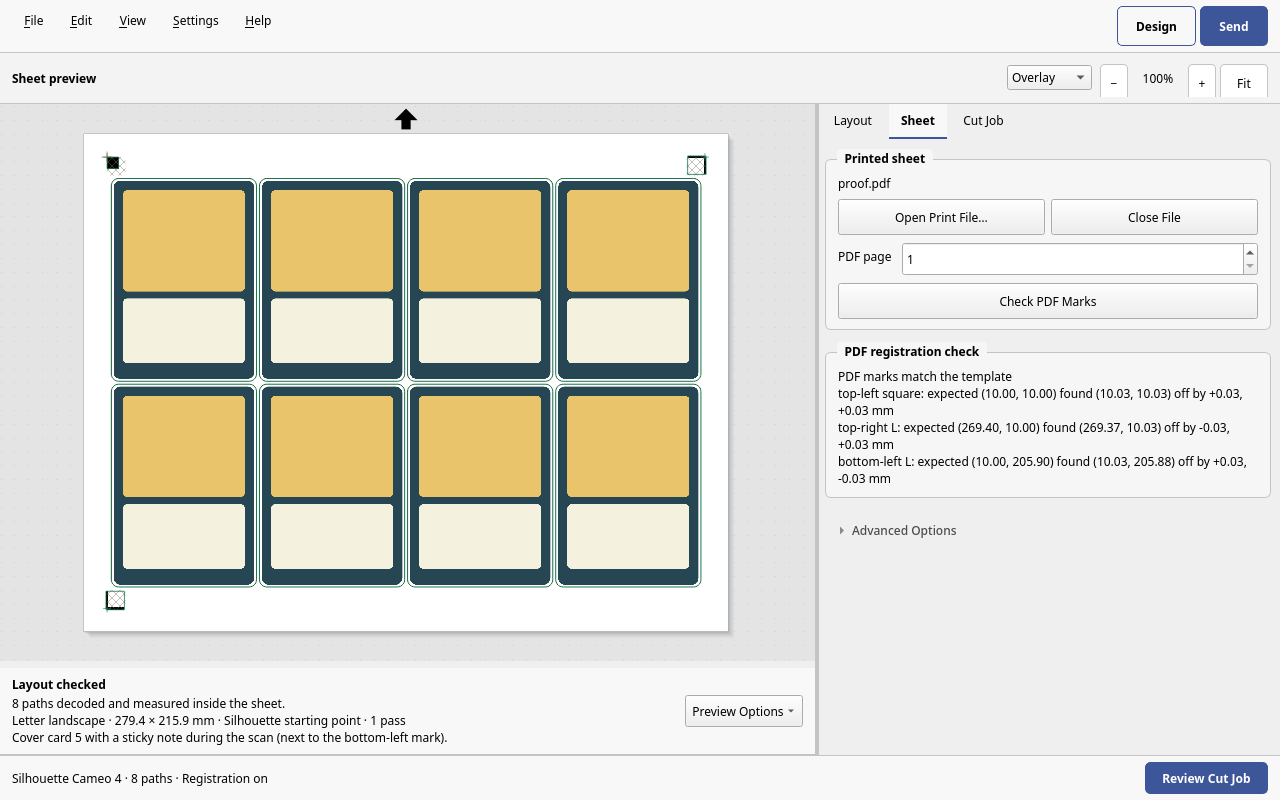 File Edit View Settings Help
Design Send
Sheet preview
Overlay − 100% + Fit
Layout Sheet Cut Job
Printed sheet
proof.pdf
Open Print File... Close File
PDF page 1
Check PDF Marks
PDF registration check
PDF marks match the template
top-left square: expected (10.00, 10.00) found (10.03, 10.03) off by +0.03,
+0.03 mm
top-right L: expected (269.40, 10.00) found (269.37, 10.03) off by -0.03,
+0.03 mm
bottom-left L: expected (10.00, 205.90) found (10.03, 205.88) off by +0.03,
-0.03 mm
Advanced Options
Layout checked
8 paths decoded and measured inside the sheet.
Letter landscape · 279.4 × 215.9 mm · Silhouette starting point · 1 pass
Cover card 5 with a sticky note during the scan (next to the bottom-left mark).
Preview Options
Silhouette Cameo 4 · 8 paths · Registration on
Review Cut Job